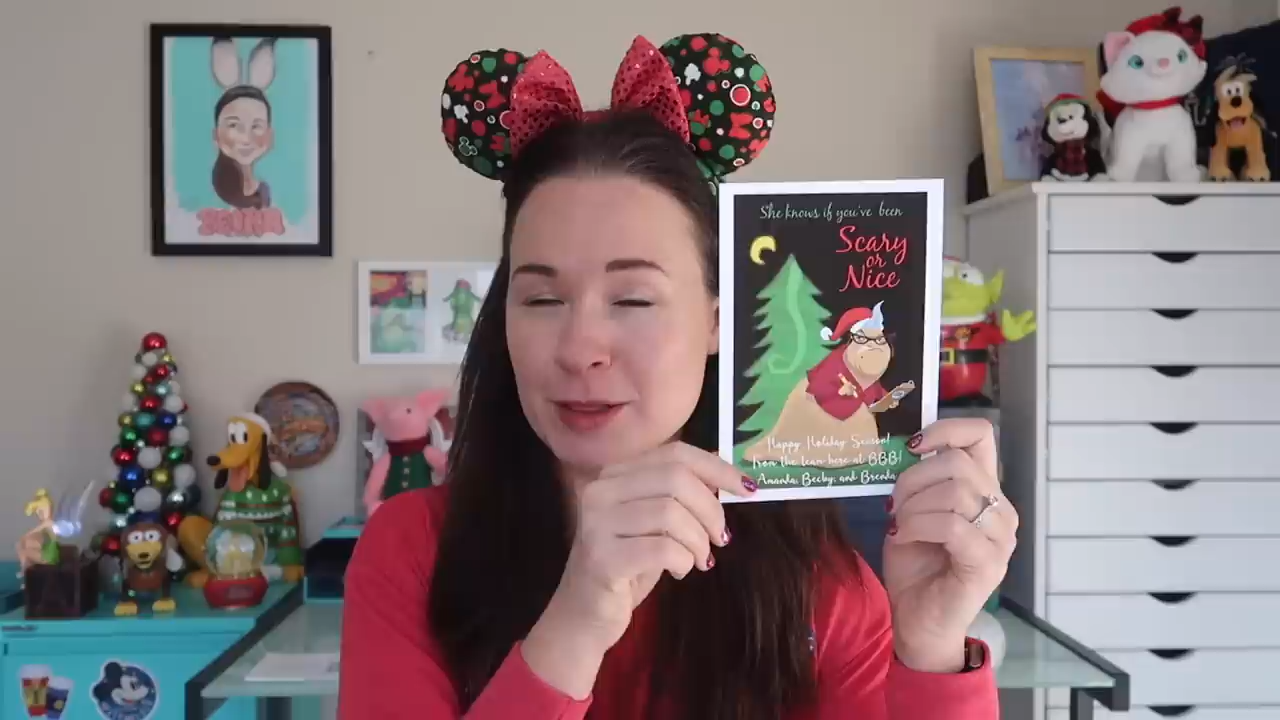 She knows if you've been
Scary
or
Nice
Happy Holiday Season!
from the team here at BBB!
Amanda, Becky, and Brenda